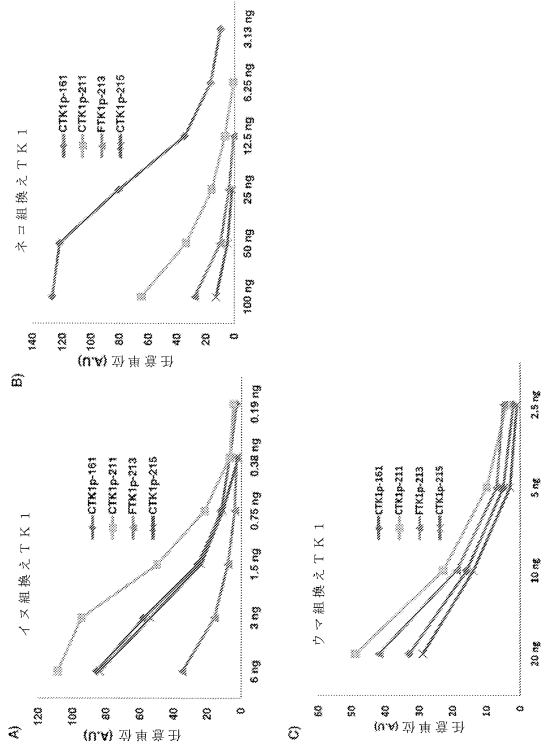 A)
イヌ組換えTK1
任意単位 (A.U)
120
100
80
60
40
20
0
6 ng
3 ng
1.5 ng
0.75 ng
0.38 ng
0.19 ng
CTK1p-161
CTK1p-211
FTK1p-213
CTK1p-215
B)
ネコ組換えTK1
任意単位 (A.U)
140
120
100
80
60
40
20
0
100 ng
50 ng
25 ng
12.5 ng
6.25 ng
3.13 ng
CTK1p-161
CTK1p-211
FTK1p-213
CTK1p-215
C)
ウマ組換えTK1
任意単位 (A.U)
60
50
40
30
20
10
0
20 ng
10 ng
5 ng
2.5 ng
CTK1p-161
CTK1p-211
FTK1p-213
CTK1p-215